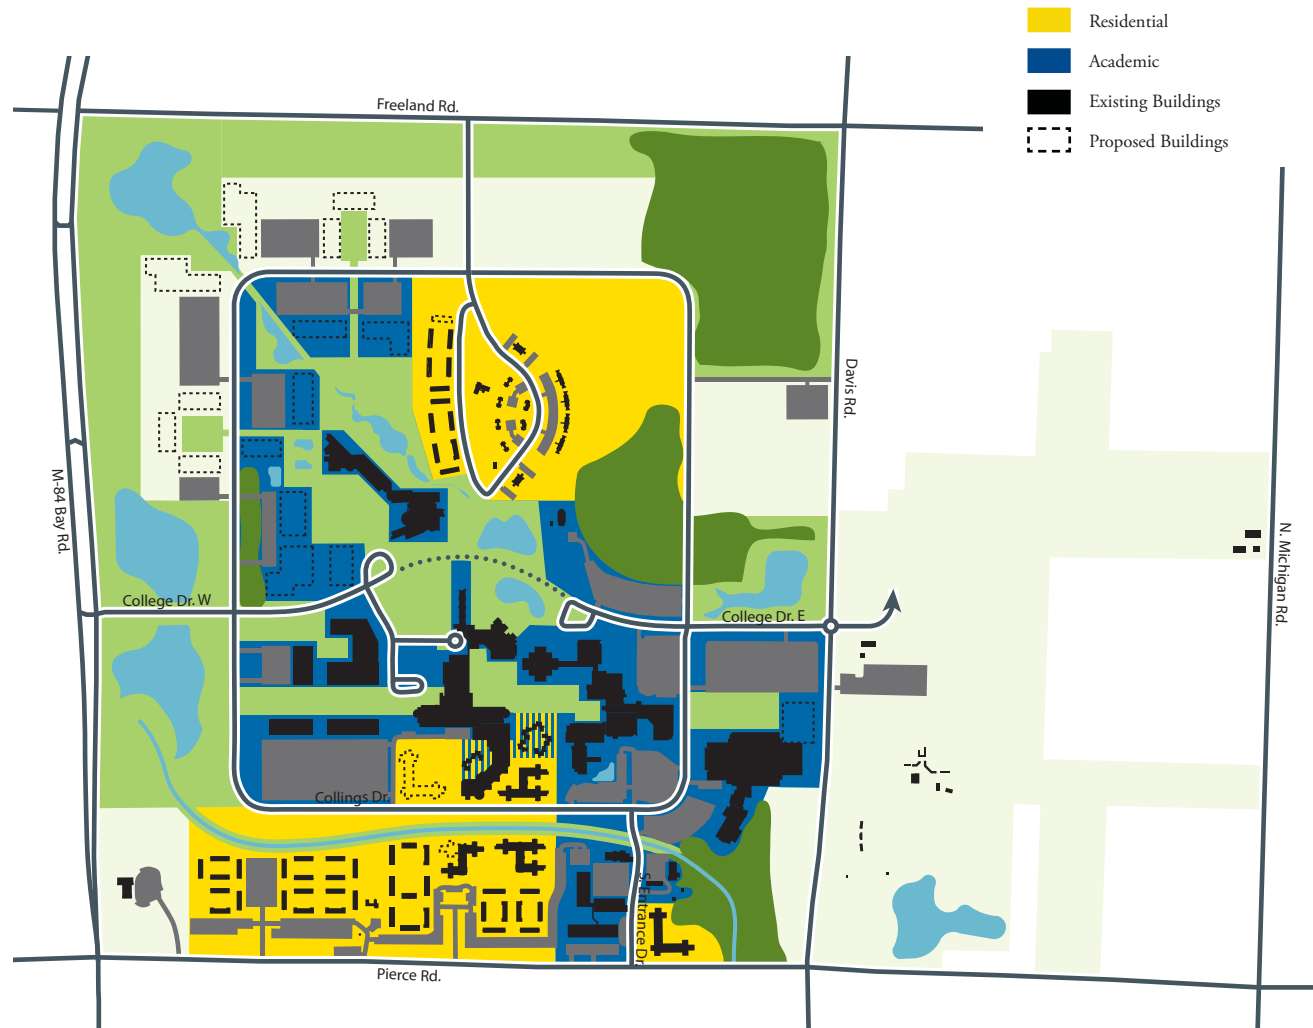 Residential
Academic
Existing Buildings
Proposed Buildings
Freeland Rd.
Davis Rd.
M-84 Bay Rd.
N. Michigan Rd.
College Dr. W
College Dr. E
Collings Dr.
S. Entrance Dr.
Pierce Rd.